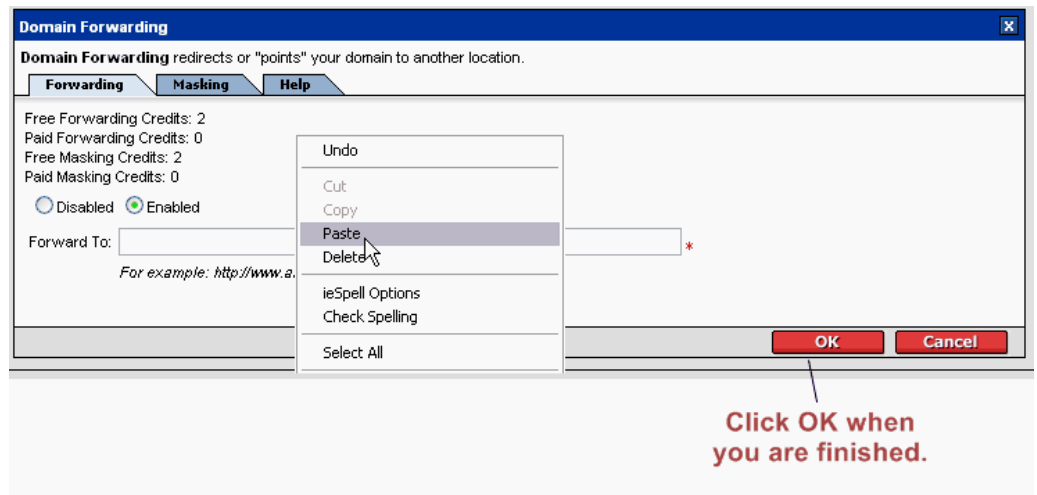 Domain Forwarding
Domain Forwarding redirects or "points" your domain to another location.
Forwarding Masking Help
Free Forwarding Credits: 2
Paid Forwarding Credits: 0
Free Masking Credits: 2
Paid Masking Credits: 0
Disabled Enabled
Forward To: *
For example: http://www.a.
Undo
Cut
Copy
Paste
Delete
ieSpell Options
Check Spelling
Select All
OK Cancel
Click OK when
you are finished.